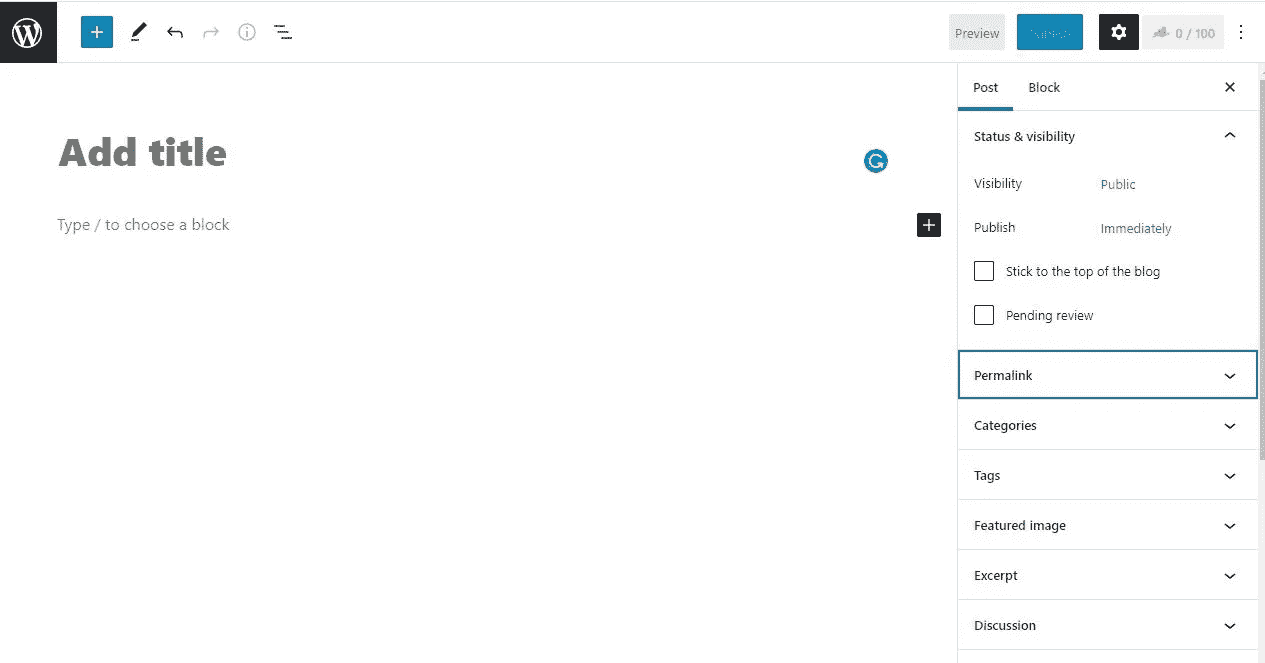 Preview
0 / 100
Post Block
Add title
Type / to choose a block
Status & visibility
Visibility Public
Publish Immediately
Stick to the top of the blog
Pending review
Permalink
Categories
Tags
Featured image
Excerpt
Discussion